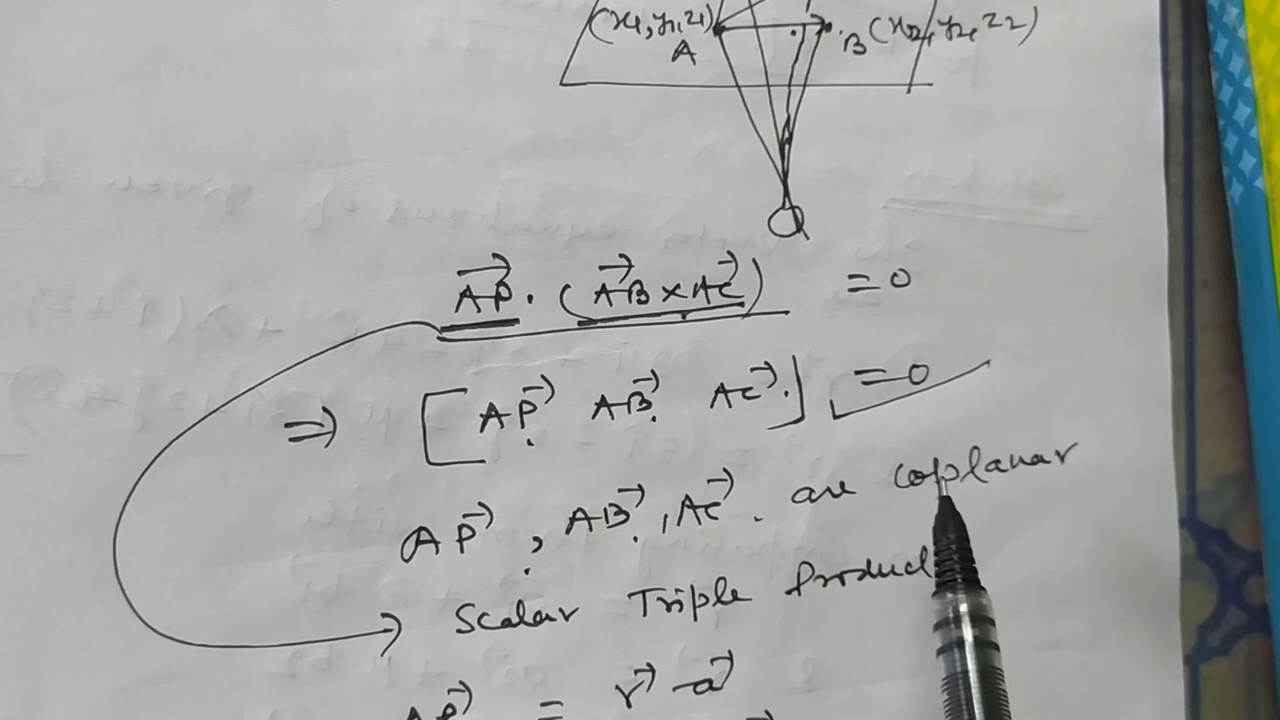 (x1, y1, z1)
A
B (x2, y2, z2)
AP⃗ . (AB⃗ × AC⃗) = 0
⇒ [AP⃗ AB⃗ AC⃗] = 0
AP⃗, AB⃗, AC⃗ are coplanar
→ Scalar Triple Product
AP⃗ = r⃗ - a⃗